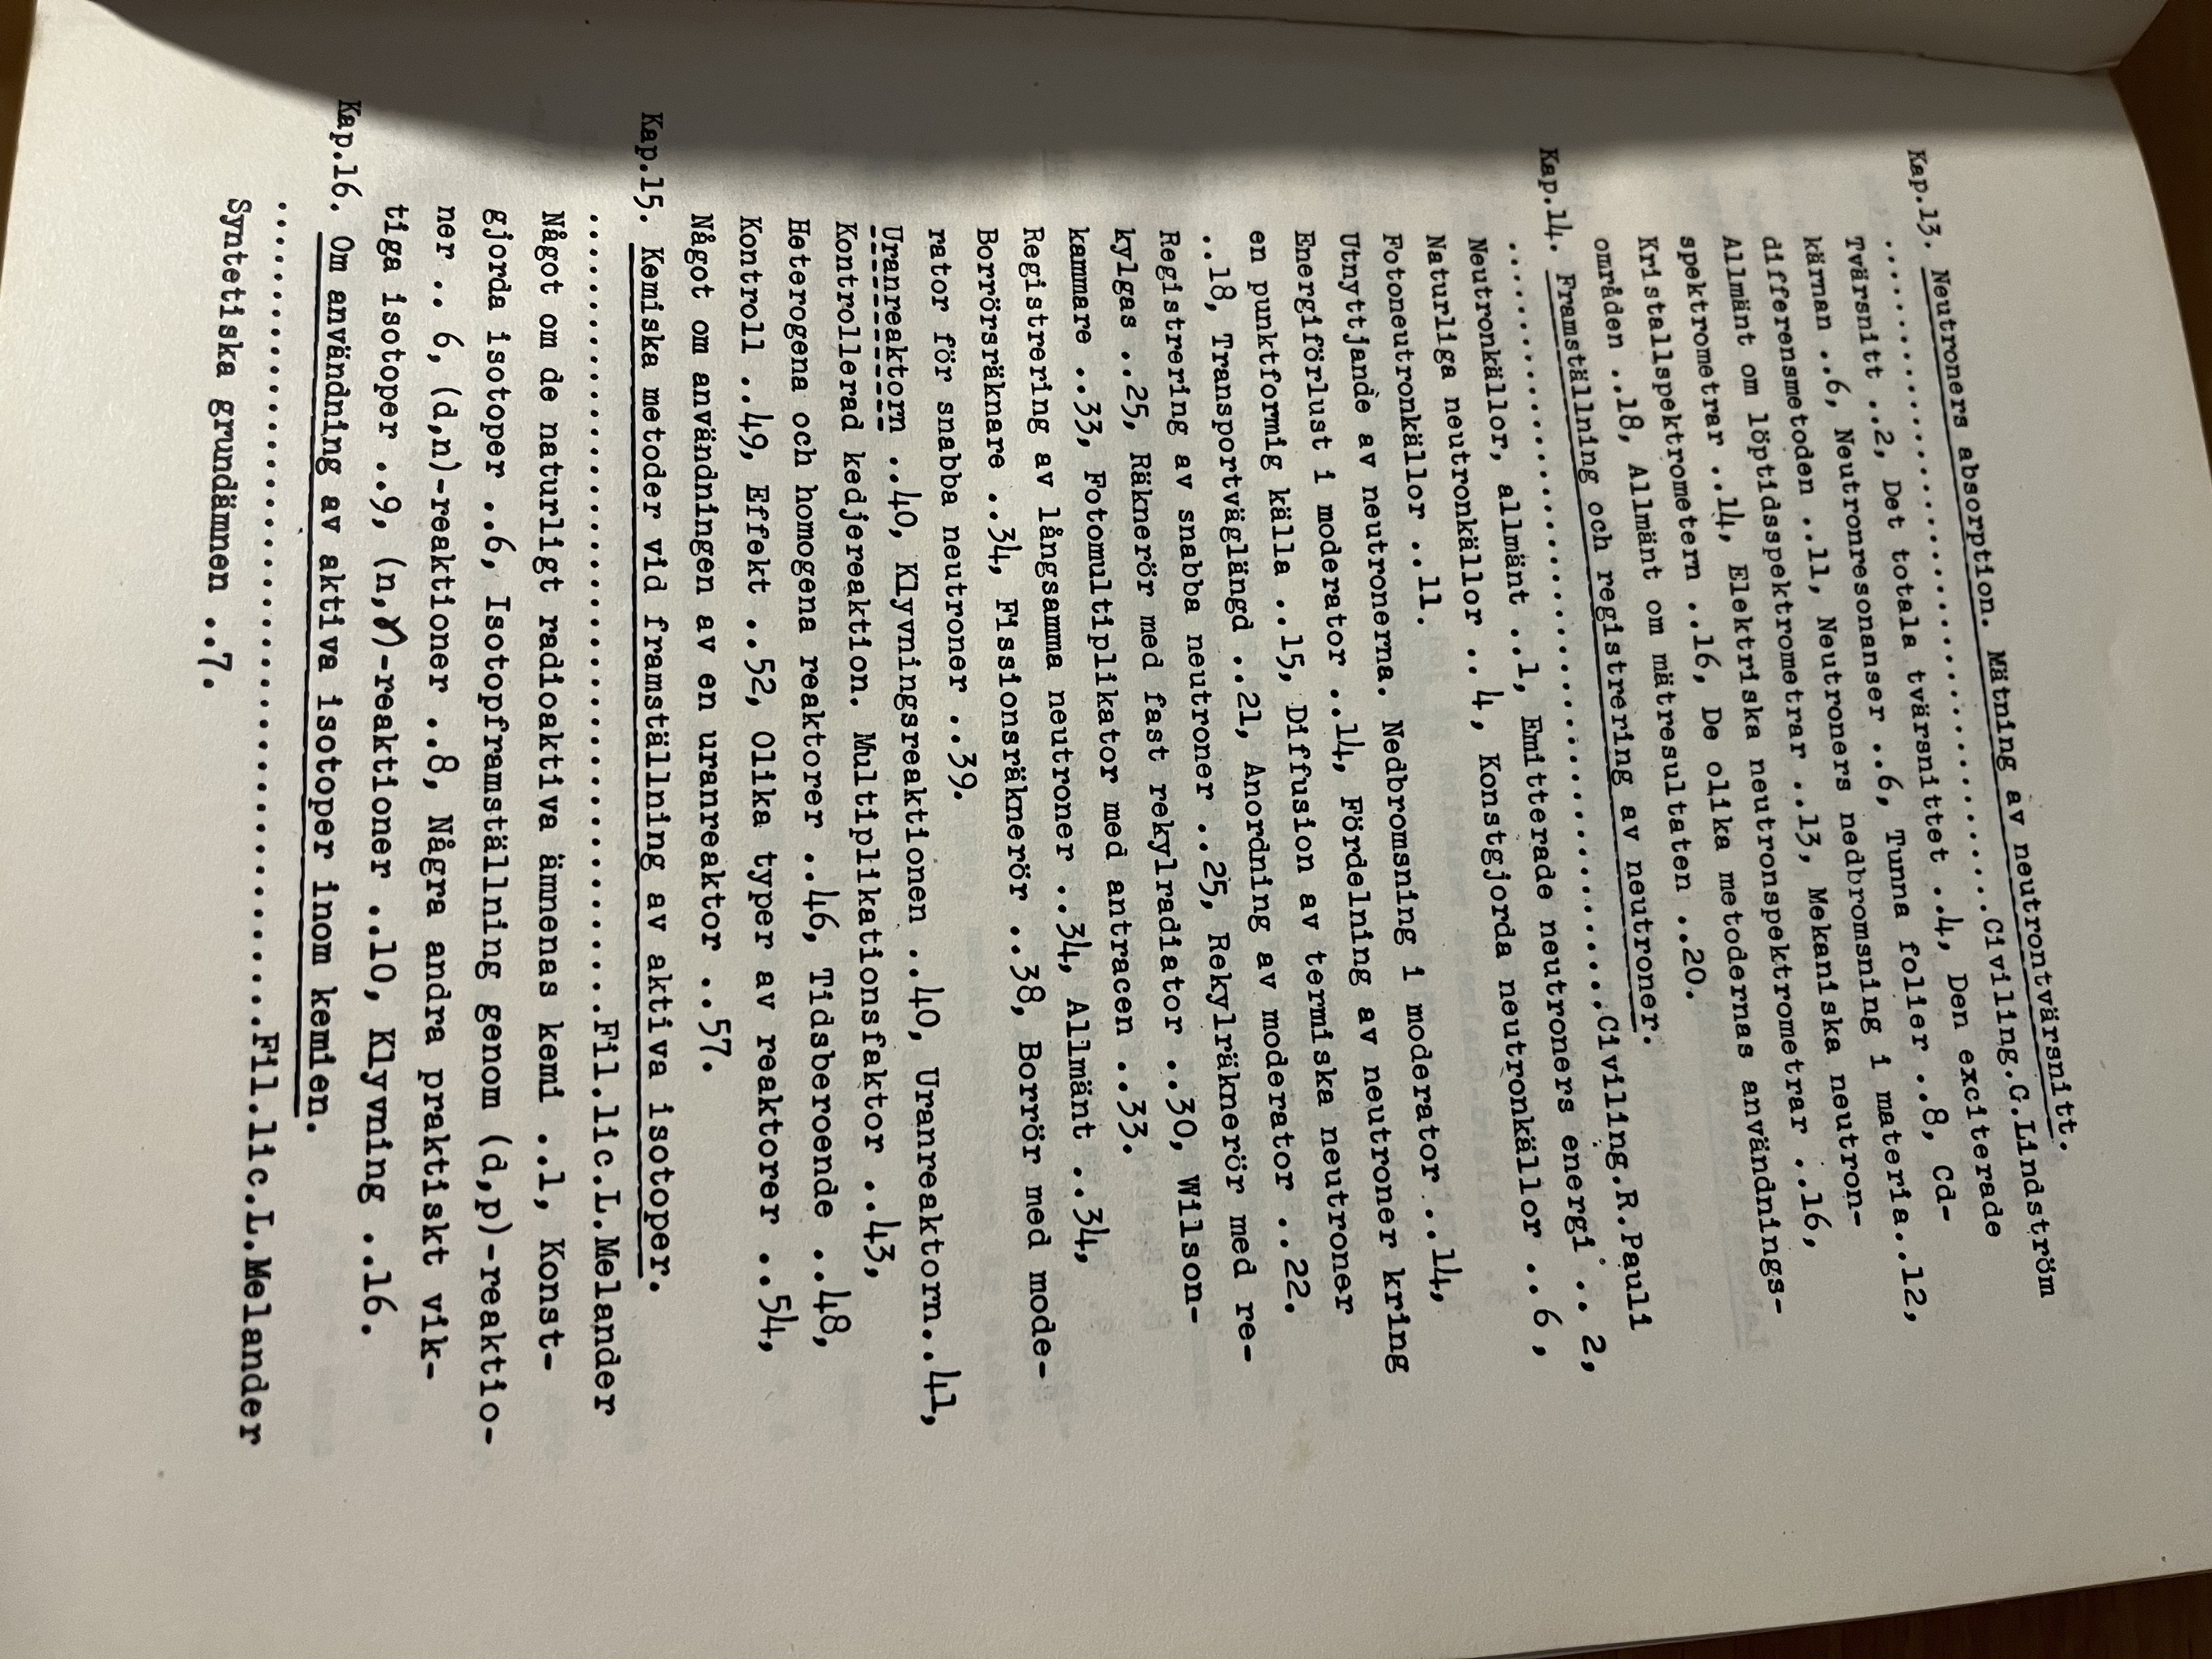 Kap.13. Neutroners absorption. Mätning av neutrontvärsnitt.
..............................................Civiling.G.Lindström
Tvärsnitt ..2, Det totala tvärsnittet ..4, Den exciterade
kärnan ..6, Neutronresonanser ..6, Tunna folier ..8, Cd-
differensmetoden ..11, Neutroners nedbromsning i materia..12,
Allmänt om löptidsspektrometrar ..13, Mekaniska neutron-
spektrometrar ..14, Elektriska neutronspektrometrar ..16,
Kristallspektrometern ..16, De olika metodernas användnings-
områden ..18, Allmänt om mätresultaten ..20.
Kap.14. Framställning och registrering av neutroner.
..............................................Civiling.R.Pauli
Neutronkällor, allmänt ..1, Emitterade neutroners energi .. 2,
Naturliga neutronkällor .. 4, Konstgjorda neutronkällor .. 6,
Fotoneutronkällor ..11.
Utnyttjande av neutronerna. Nedbromsning i moderator ..14,
Energiförlust i moderator ..14, Fördelning av neutroner kring
en punktformig källa ..15, Diffusion av termiska neutroner
..18, Transportväglängd ..21, Anordning av moderator ..22.
Registrering av snabba neutroner ..25, Rekylräknerör med re-
kylgas ..25, Räknerör med fast rekylradiator ..30, Wilson-
kammare ..33, Fotomultiplikator med antracen ..33.
Registrering av långsamma neutroner ..34, Allmänt ..34,
Borrörsräknare ..34, Fissionsräknerör ..38, Borrör med mode-
rator för snabba neutroner ..39.
Uranreaktorn ..40, Klyvningsreaktionen ..40, Uranreaktorn..41,
Kontrollerad kedjereaktion. Multiplikationsfaktor ..43,
Heterogena och homogena reaktorer ..46, Tidsberoende ..48,
Kontroll ..49, Effekt ..52, Olika typer av reaktorer ..54,
Något om användningen av en uranreaktor ..57.
Kap.15. Kemiska metoder vid framställning av aktiva isotoper.
..............................................Fil.lic.L.Melander
Något om de naturligt radioaktiva ämnenas kemi ..1, Konst-
gjorda isotoper ..6, Isotopframställning genom (d,p)-reaktio-
ner .. 6, (d,n)-reaktioner ..8, Några andra praktiskt vik-
tiga isotoper ..9, (n,γ)-reaktioner ..10, Klyvning ..16.
Kap.16. Om användning av aktiva isotoper inom kemien.
..............................................Fil.lic.L.Melander
Syntetiska grundämnen ..7.